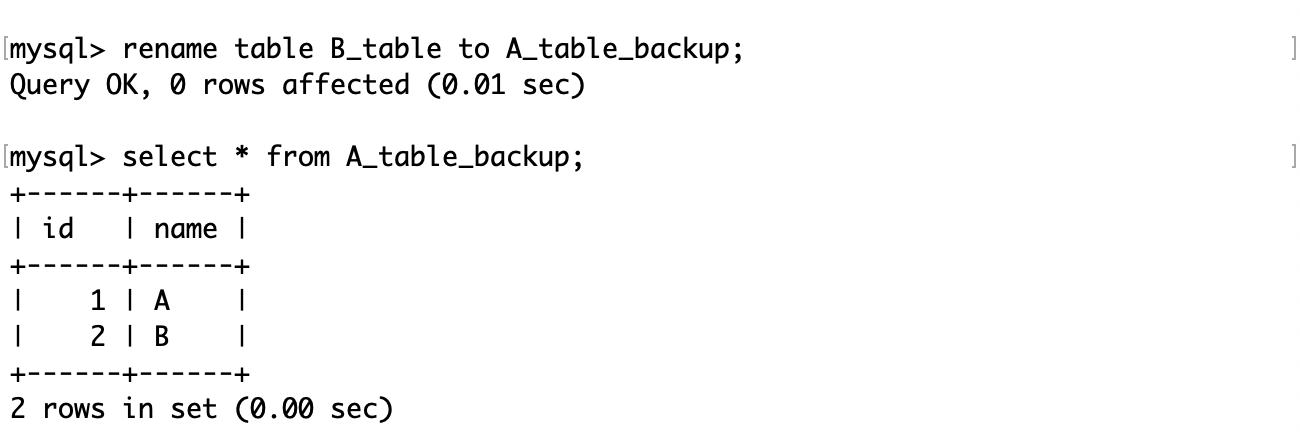 [mysql> rename table B_table to A_table_backup; ]
Query OK, 0 rows affected (0.01 sec)
[mysql> select * from A_table_backup; ]
+------+------+
| id   | name |
+------+------+
|    1 | A    |
|    2 | B    |
+------+------+
2 rows in set (0.00 sec)